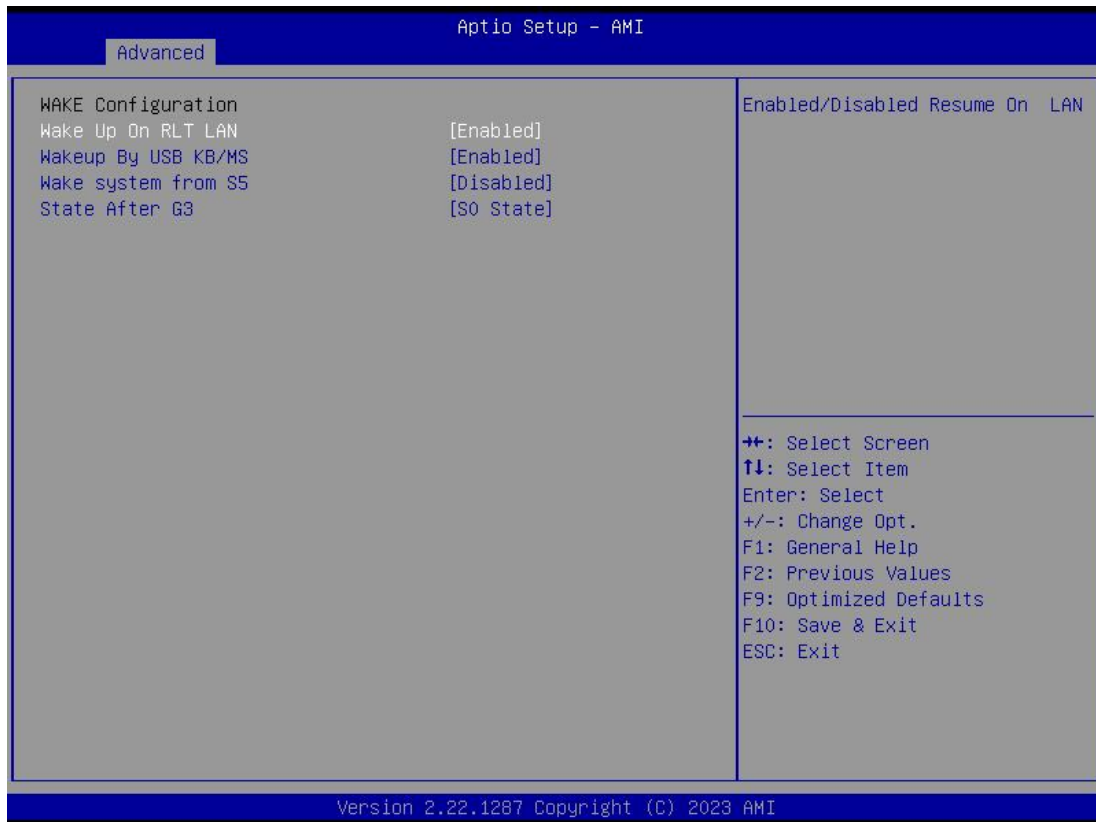 Aptio Setup – AMI
Advanced
WAKE Configuration
Wake Up On RLT LAN [Enabled]
Wakeup By USB KB/MS [Enabled]
Wake system from S5 [Disabled]
State After G3 [S0 State]
Enabled/Disabled Resume On LAN
→←: Select Screen
↑↓: Select Item
Enter: Select
+/-: Change Opt.
F1: General Help
F2: Previous Values
F9: Optimized Defaults
F10: Save & Exit
ESC: Exit
Version 2.22.1287 Copyright (C) 2023 AMI